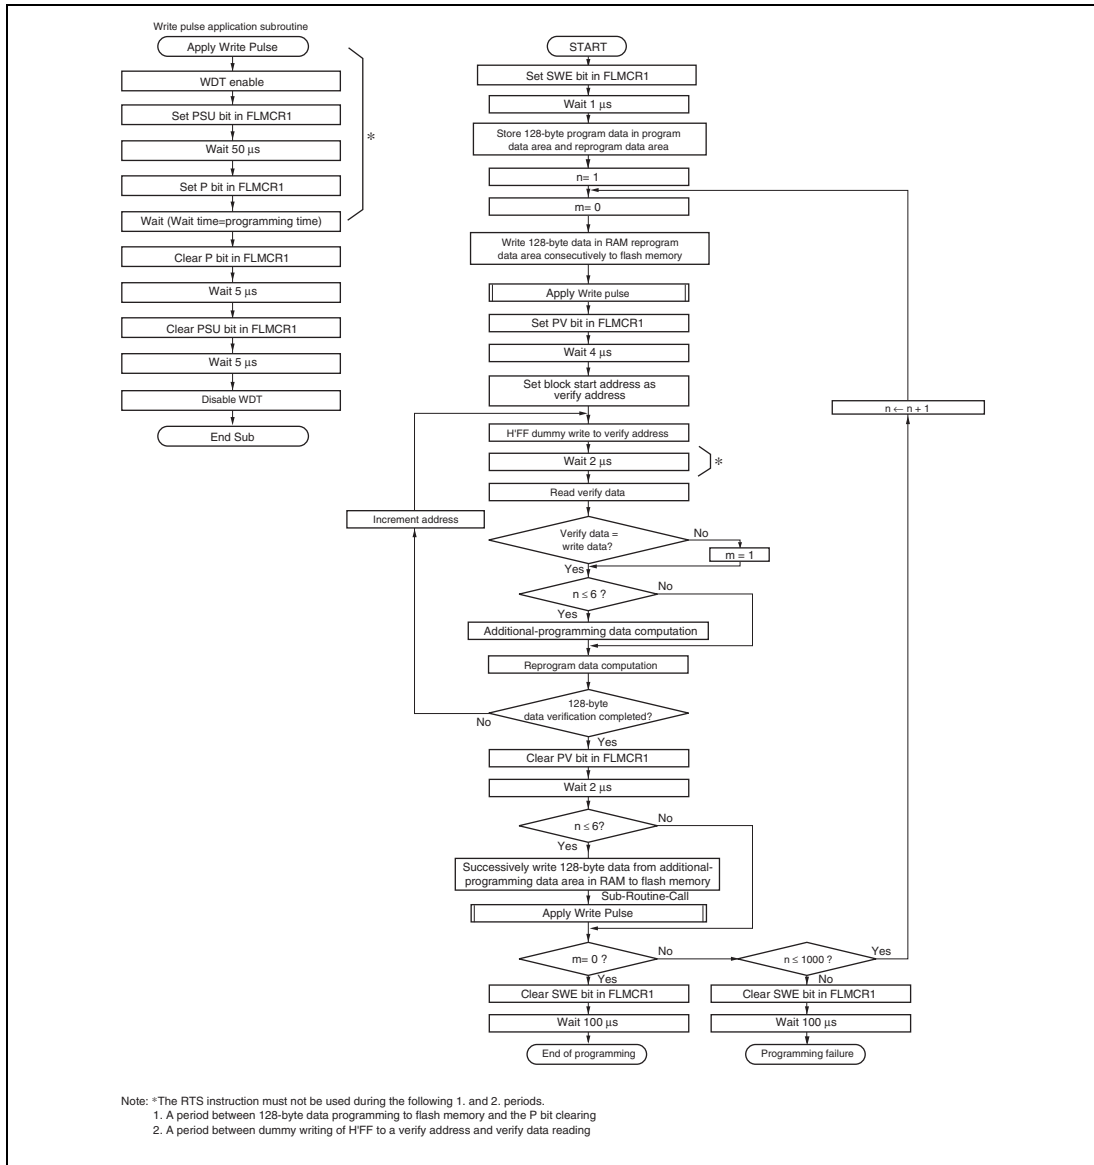 Write pulse application subroutine
Apply Write Pulse
WDT enable
Set PSU bit in FLMCR1
Wait 50 μs
Set P bit in FLMCR1
Wait (Wait time=programming time)
Clear P bit in FLMCR1
Wait 5 μs
Clear PSU bit in FLMCR1
Wait 5 μs
Disable WDT
End Sub
*
START
Set SWE bit in FLMCR1
Wait 1 μs
Store 128-byte program data in program
data area and reprogram data area
n= 1
m= 0
Write 128-byte data in RAM reprogram
data area consecutively to flash memory
Apply Write pulse
Set PV bit in FLMCR1
Wait 4 μs
Set block start address as
verify address
n ← n + 1
H'FF dummy write to verify address
Wait 2 μs
*
Read verify data
Increment address
Verify data =
write data?
No
m = 1
Yes
n ≤ 6 ?
No
Yes
Additional-programming data computation
Reprogram data computation
128-byte
data verification completed?
No
Yes
Clear PV bit in FLMCR1
Wait 2 μs
n ≤ 6?
No
Yes
Successively write 128-byte data from additional-
programming data area in RAM to flash memory
Sub-Routine-Call
Apply Write Pulse
m= 0 ?
No
n ≤ 1000 ?
Yes
Yes
No
Clear SWE bit in FLMCR1
Clear SWE bit in FLMCR1
Wait 100 μs
Wait 100 μs
End of programming
Programming failure
Note: *The RTS instruction must not be used during the following 1. and 2. periods.
1. A period between 128-byte data programming to flash memory and the P bit clearing
2. A period between dummy writing of H'FF to a verify address and verify data reading